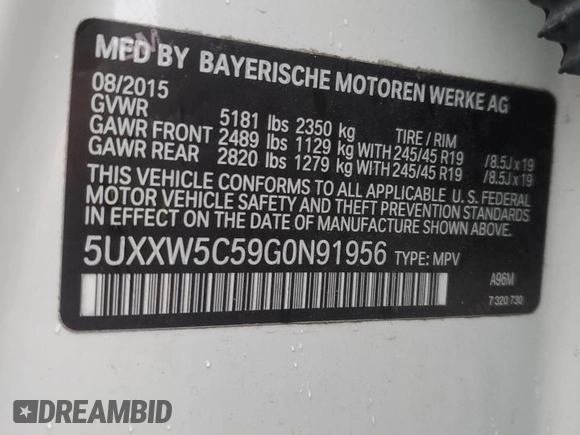 MFD BY BAYERISCHE MOTOREN WERKE AG
08/2015
GVWR 5181 lbs 2350 kg TIRE / RIM
GAWR FRONT 2489 lbs 1129 kg WITH 245/45 R19 /8.5J x 19
GAWR REAR 2820 lbs 1279 kg WITH 245/45 R19 /8.5J x 19
THIS VEHICLE CONFORMS TO ALL APPLICABLE U. S. FEDERAL
MOTOR VEHICLE SAFETY AND THEFT PREVENTION STANDARDS
IN EFFECT ON THE DATE OF MANUFACTURE SHOWN ABOVE.
5UXXW5C59G0N91956 TYPE: MPV
A96M
7 320 730
DREAMBID